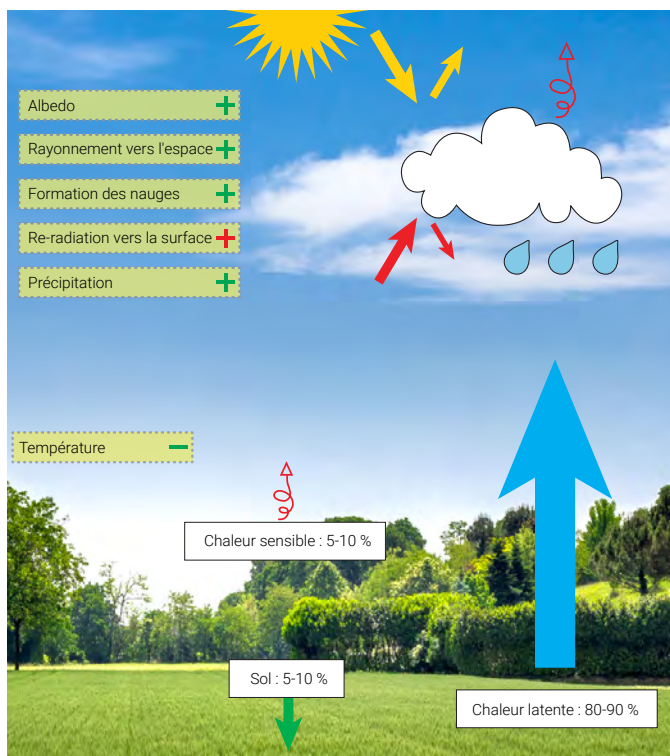 Albedo +
Rayonnement vers l'espace +
Formation des nauges +
Re-radiation vers la surface +
Précipitation +
Température −
Chaleur sensible : 5-10 %
Sol : 5-10 %
Chaleur latente : 80-90 %